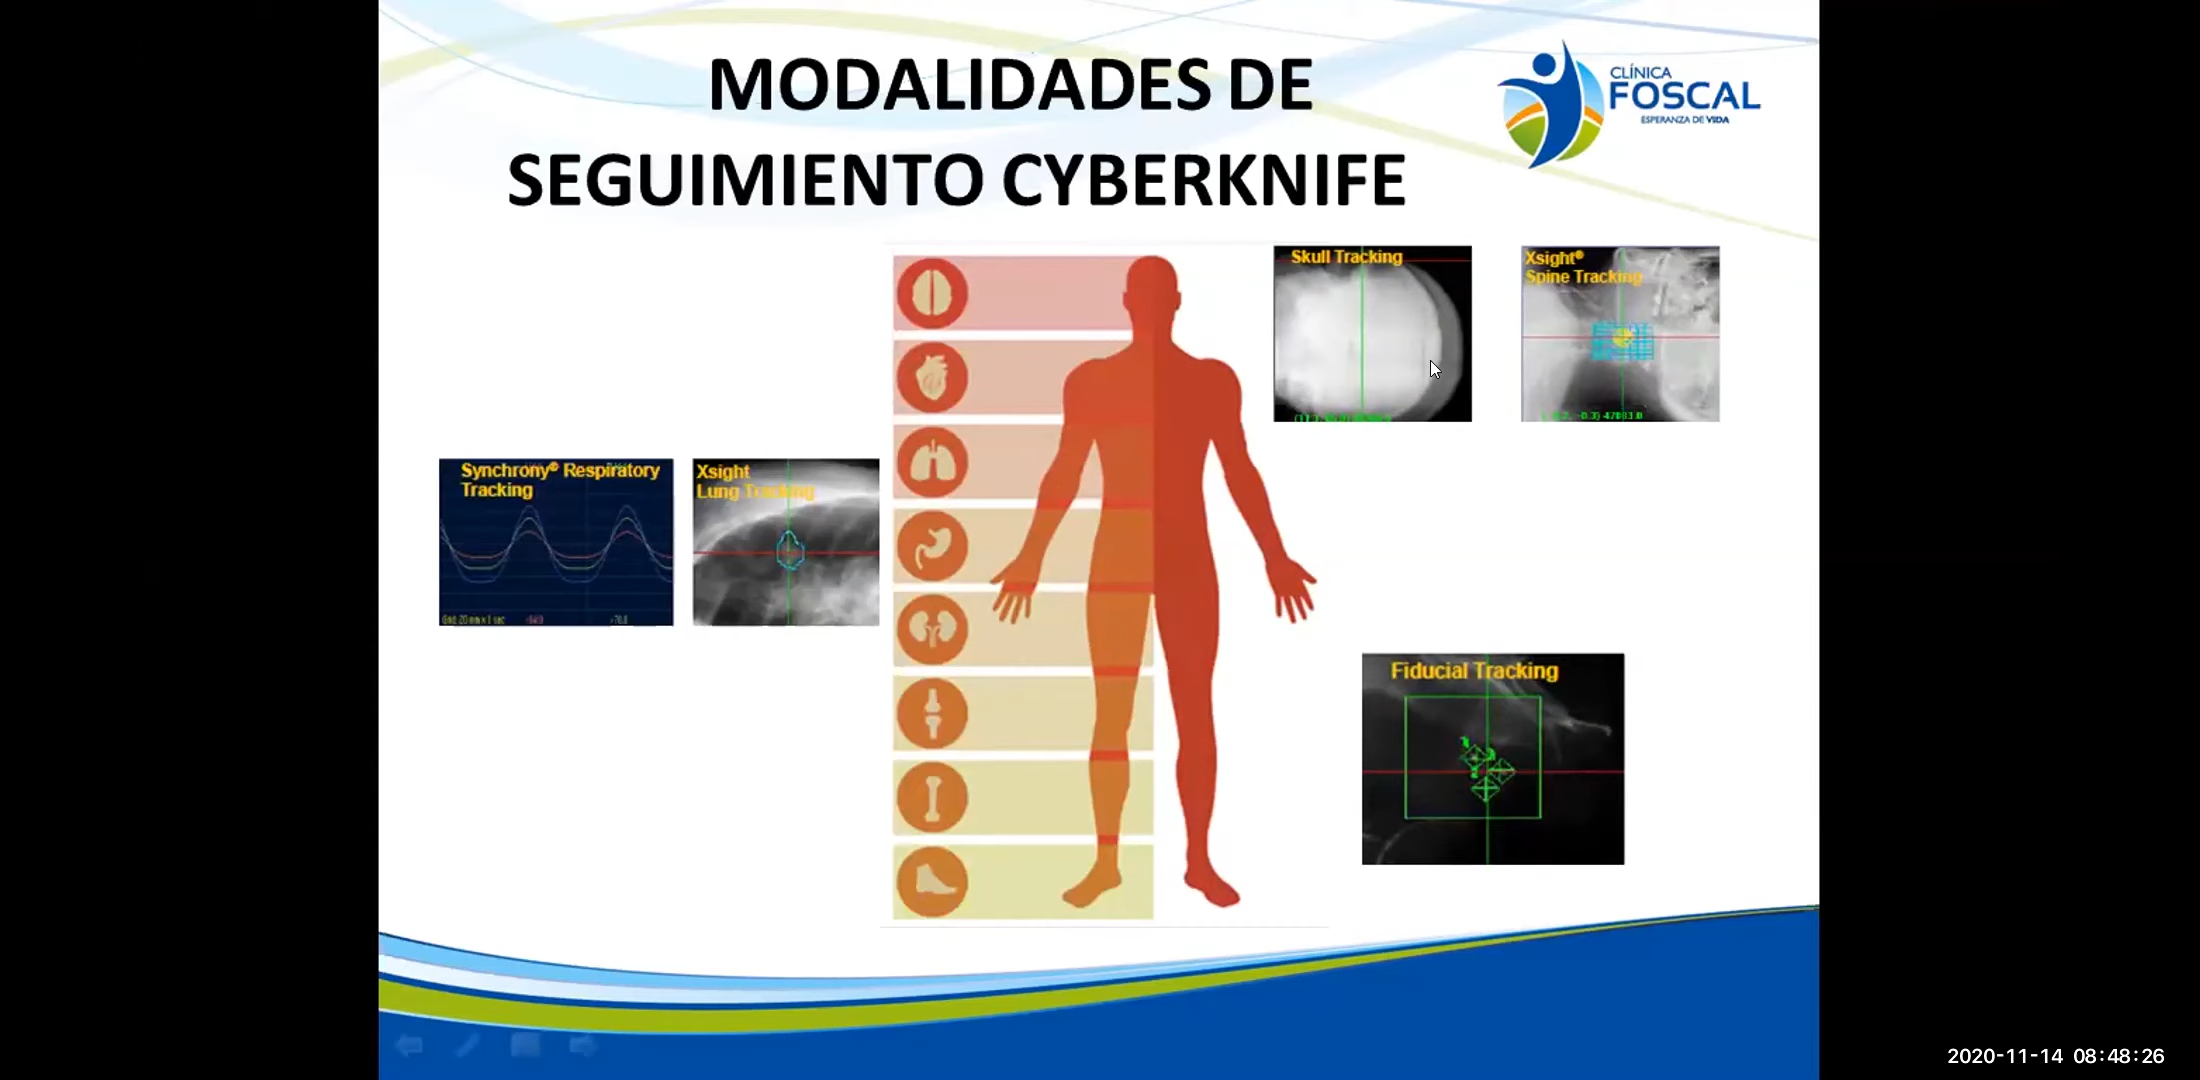 MODALIDADES DE
SEGUIMIENTO CYBERKNIFE
CLÍNICA
FOSCAL
ESPERANZA DE VIDA
Skull Tracking
Xsight®
Spine Tracking
Synchrony® Respiratory
Tracking
Xsight
Lung Tracking
Fiducial Tracking
2020-11-14 08:48:26